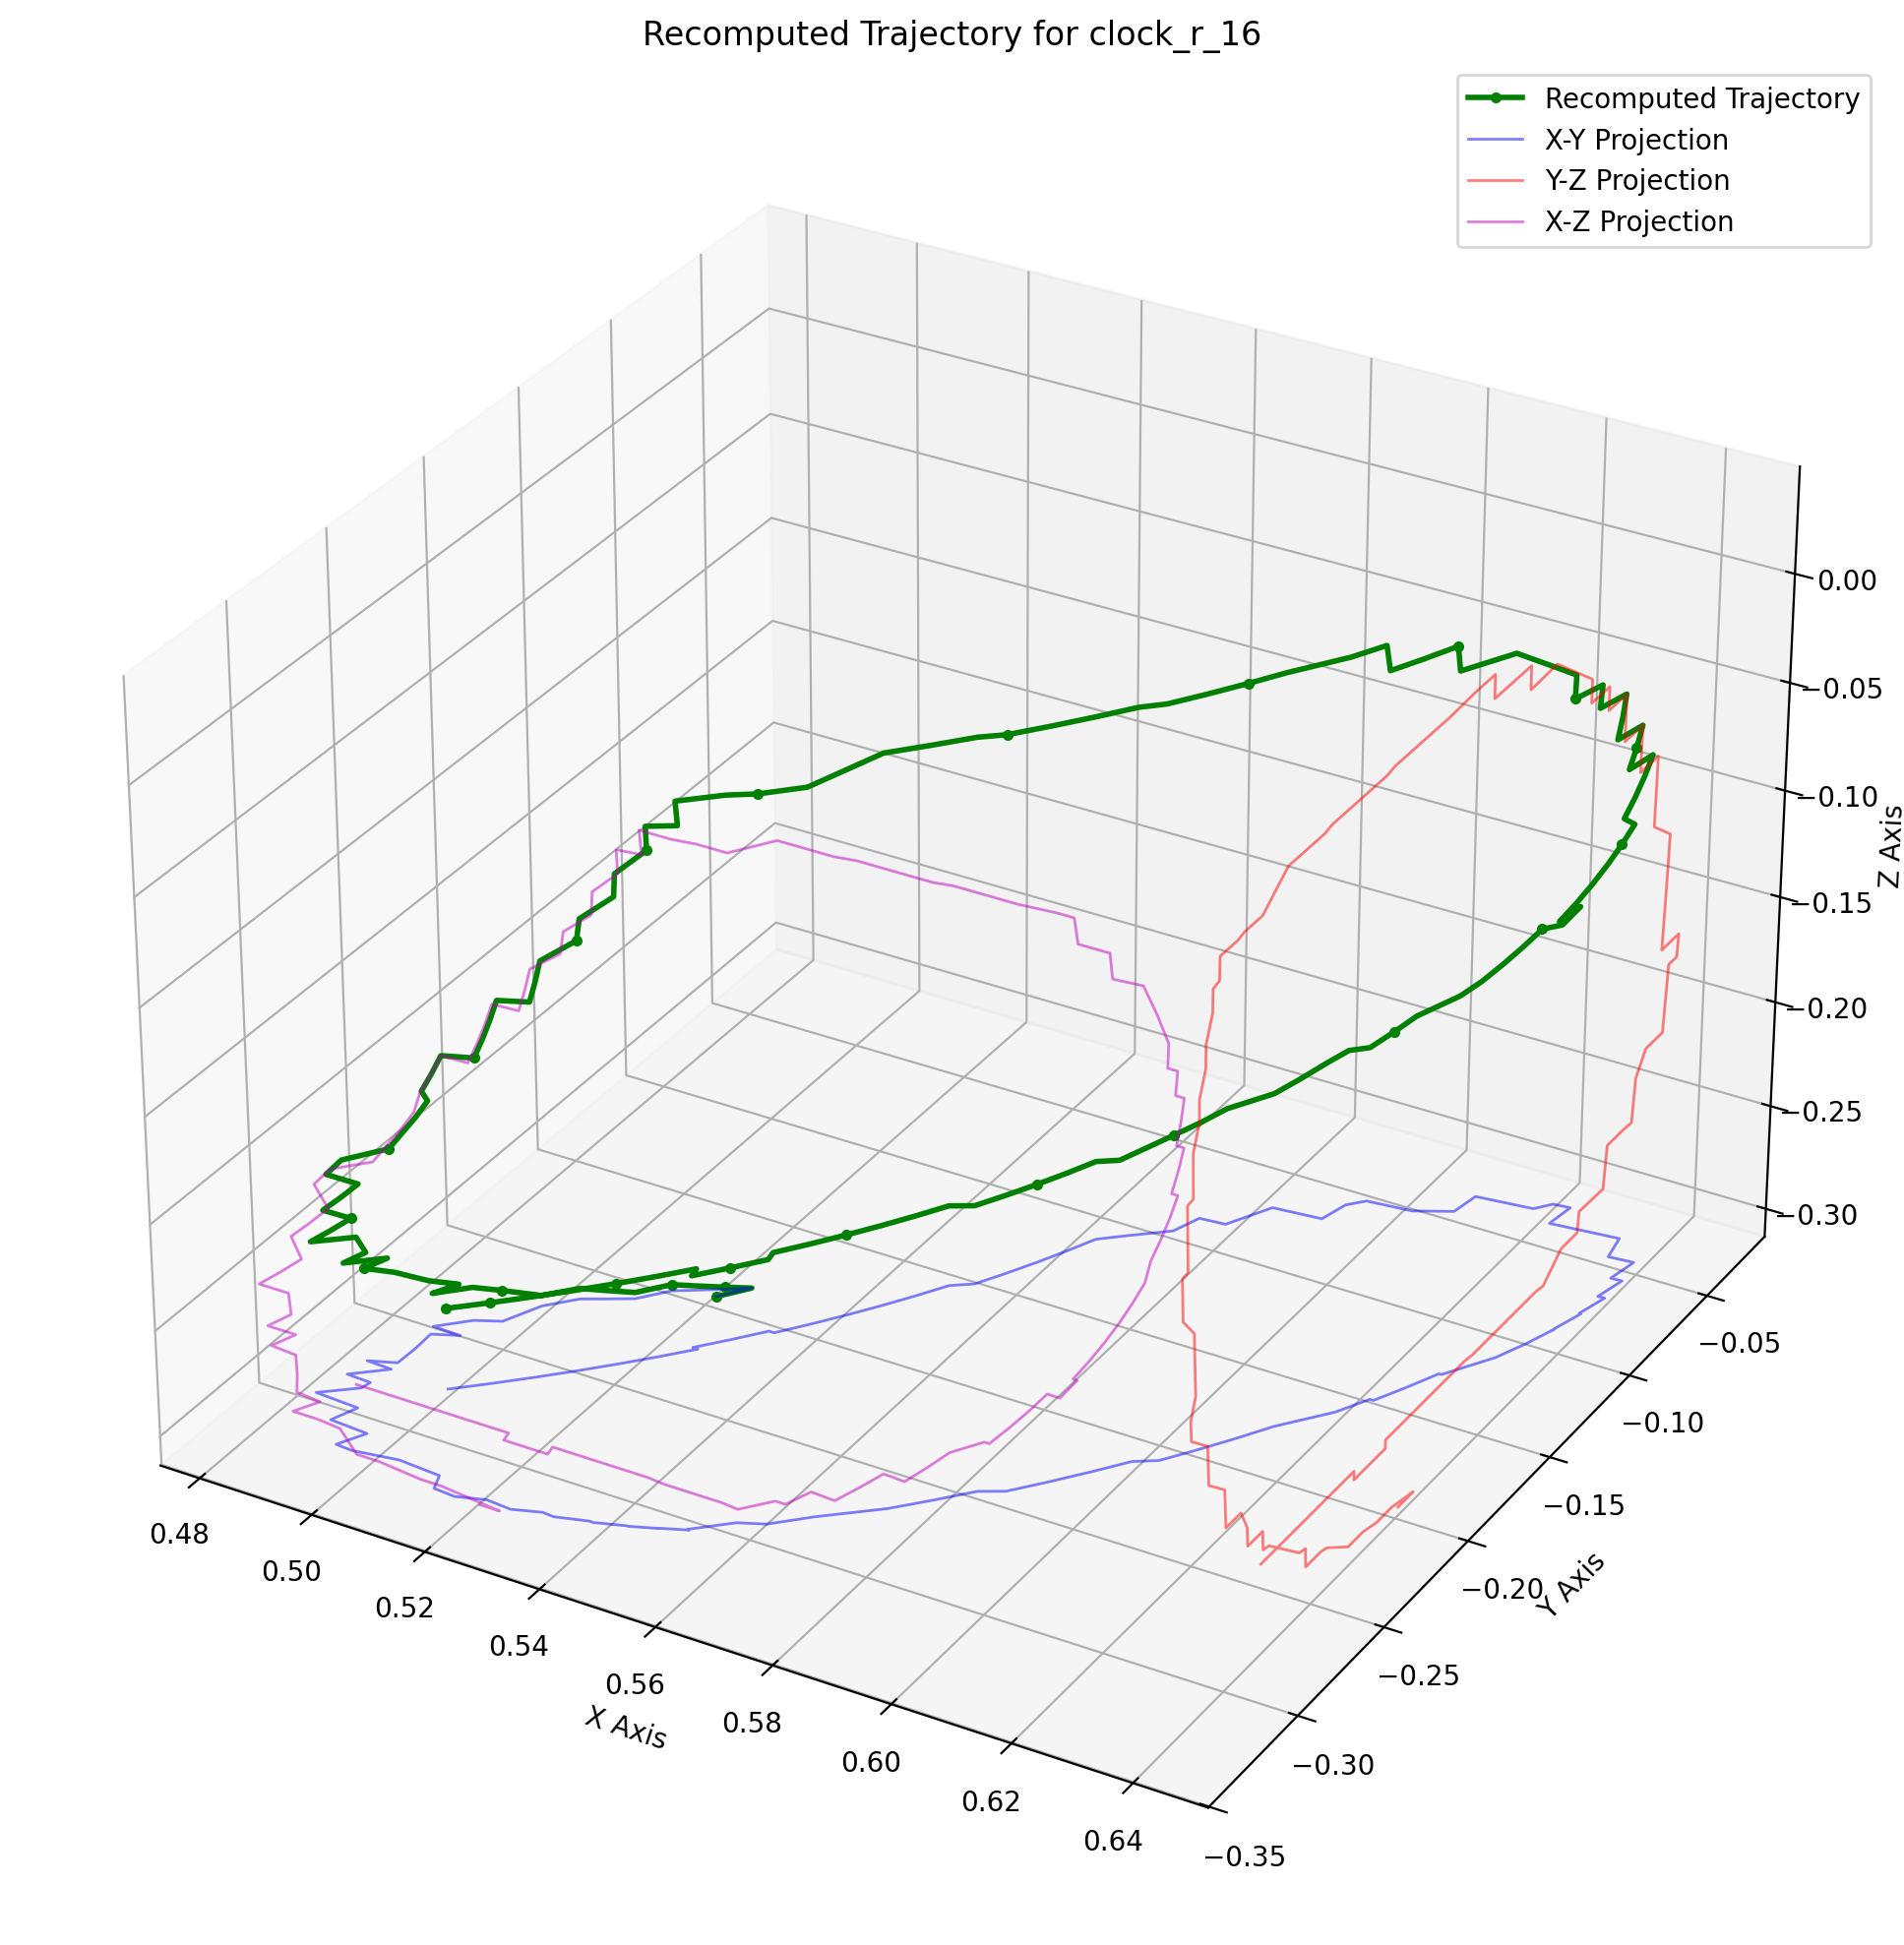 Recomputed Trajectory for clock_r_16
Recomputed Trajectory
X-Y Projection
Y-Z Projection
X-Z Projection
0.00
−0.05
−0.10
−0.15
−0.20
−0.25
−0.30
Z Axis
−0.05
−0.10
−0.15
−0.20
−0.25
−0.30
−0.35
Y Axis
0.48
0.50
0.52
0.54
0.56
0.58
0.60
0.62
0.64
X Axis